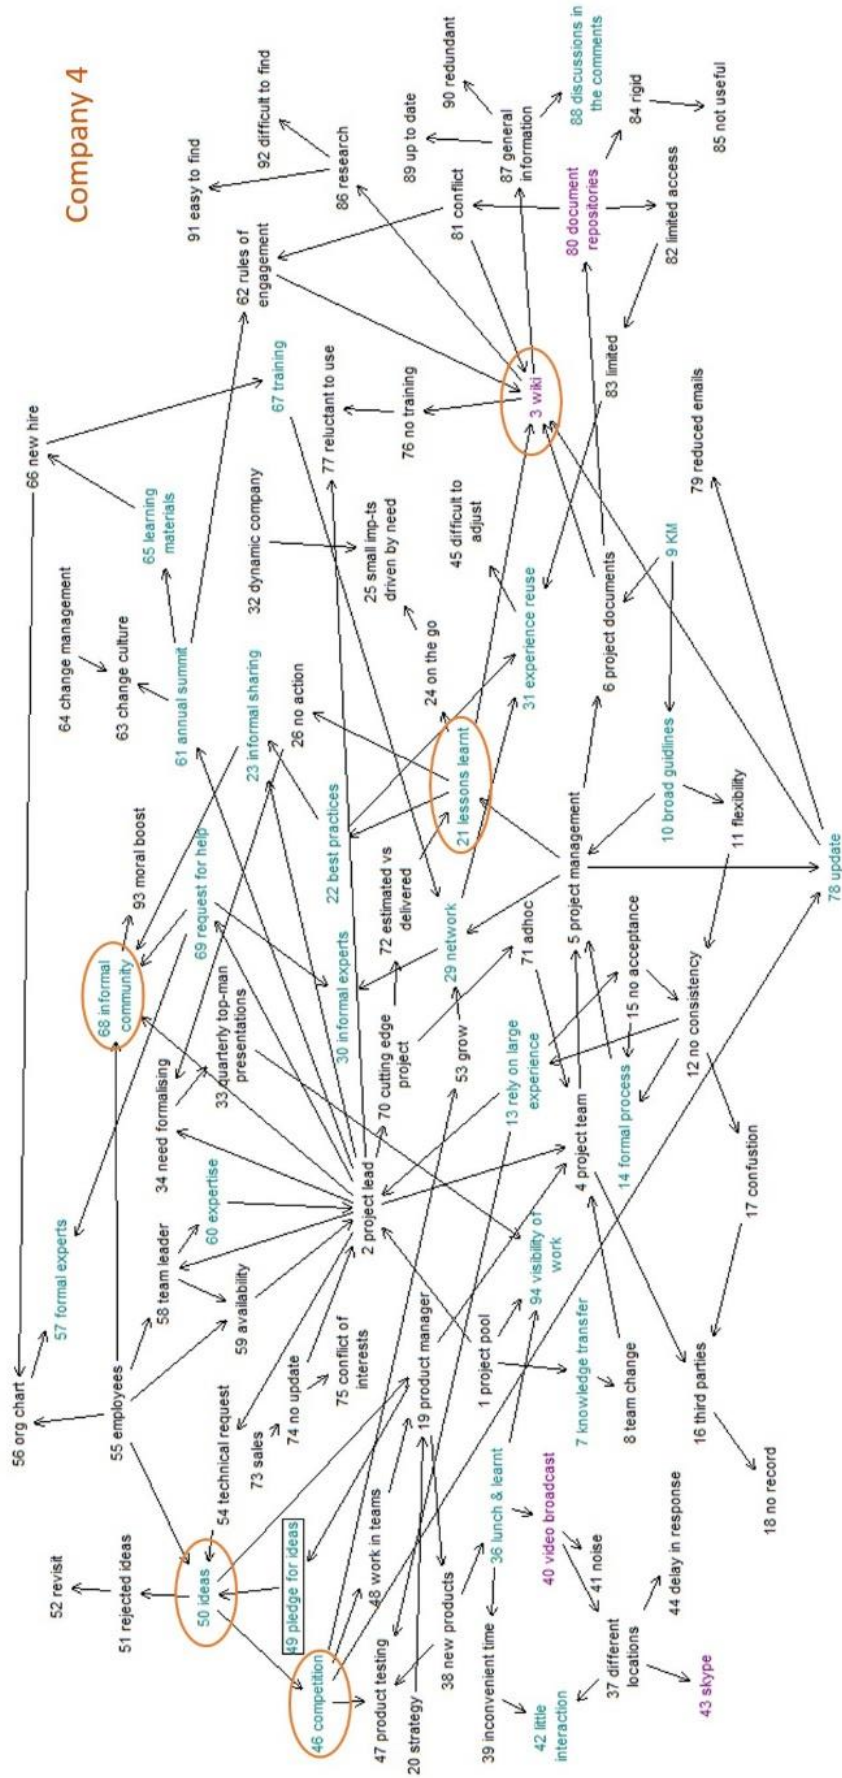 Company 4
56 org chart
66 new hire
57 formal experts
64 change management
52 revisit
55 employees
68 informal
community
93 moral boost
63 change culture
65 learning
materials
91 easy to find
92 difficult to find
51 rejected ideas
58 team leader
34 need formalising
69 request for help
61 annual summit
60 expertise
33 quarterly top-man
presentations
23 informal sharing
32 dynamic company
62 rules of
engagement
50 ideas
54 technical request
59 availability
26 no action
67 training
86 research
73 sales
74 no update
49 pledge for ideas
75 conflict of
interests
2 project lead
30 informal experts
22 best practices
77 reluctant to use
46 competition
48 work in teams
70 cutting edge
project
72 estimated vs
delivered
25 small imp-ts
driven by need
76 no training
89 up to date
90 redundant
47 product testing
20 strategy
19 product manager
53 grow
29 network
21 lessons learnt
24 on the go
45 difficult to
adjust
81 conflict
87 general
information
38 new products
1 project pool
13 rely on large
experience
71 adhoc
31 experience reuse
3 wiki
88 discussions in
the comments
39 inconvenient time
36 lunch & learnt
94 visibility of
work
42 little
interaction
40 video broadcast
7 knowledge transfer
4 project team
5 project management
80 document
repositories
84 rigid
41 noise
8 team change
14 formal process
15 no acceptance
6 project documents
83 limited
37 different
locations
44 delay in response
82 limited access
85 not useful
16 third parties
12 no consistency
10 broad guidlines
9 KM
43 skype
17 confustion
11 flexibility
79 reduced emails
18 no record
78 update